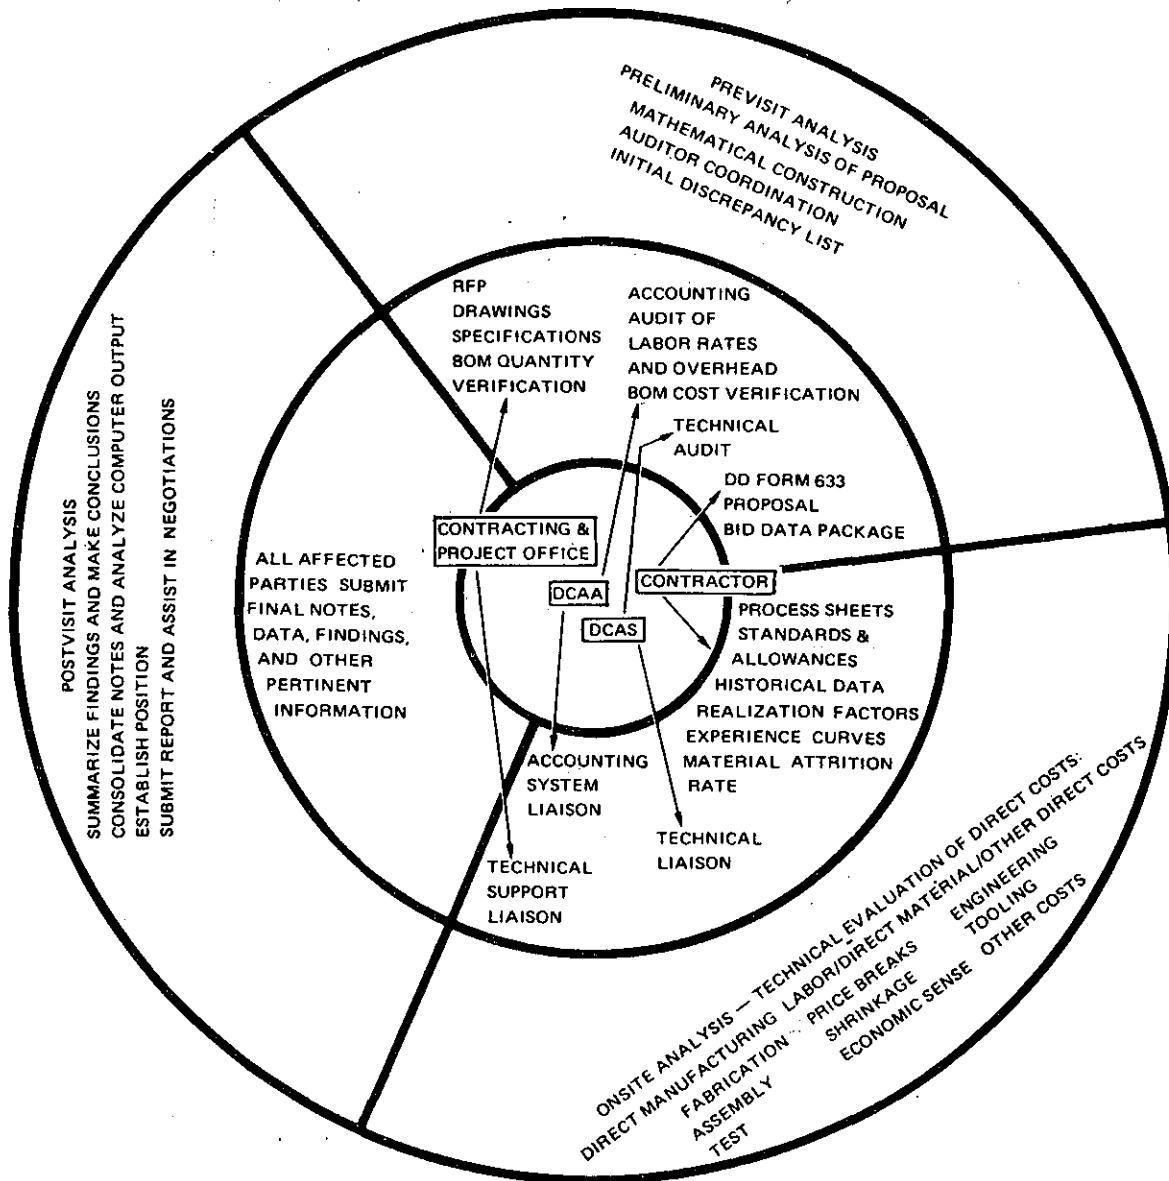 PREVISIT ANALYSIS
PRELIMINARY ANALYSIS OF PROPOSAL
MATHEMATICAL CONSTRUCTION
AUDITOR COORDINATION
INITIAL DISCREPANCY LIST
RFP
DRAWINGS
SPECIFICATIONS
BOM QUANTITY
VERIFICATION
ACCOUNTING
AUDIT OF
LABOR RATES
AND OVERHEAD
BOM COST VERIFICATION
TECHNICAL
AUDIT
DD FORM 633
PROPOSAL
BID DATA PACKAGE
CONTRACTING &
PROJECT OFFICE
DCAA
DCAS
CONTRACTOR
PROCESS SHEETS
STANDARDS &
ALLOWANCES
HISTORICAL DATA
REALIZATION FACTORS
EXPERIENCE CURVES
MATERIAL ATTRITION
RATE
ACCOUNTING
SYSTEM
LIAISON
TECHNICAL
LIAISON
TECHNICAL
SUPPORT
LIAISON
ALL AFFECTED
PARTIES SUBMIT
FINAL NOTES,
DATA, FINDINGS,
AND OTHER
PERTINENT
INFORMATION
POSTVISIT ANALYSIS
SUMMARIZE FINDINGS AND MAKE CONCLUSIONS
CONSOLIDATE NOTES AND ANALYZE COMPUTER OUTPUT
ESTABLISH POSITION
SUBMIT REPORT AND ASSIST IN NEGOTIATIONS
ONSITE ANALYSIS — TECHNICAL EVALUATION OF DIRECT COSTS:
DIRECT MANUFACTURING LABOR/DIRECT MATERIAL/OTHER DIRECT COSTS
FABRICATION PRICE BREAKS ENGINEERING
ASSEMBLY SHRINKAGE TOOLING
TEST ECONOMIC SENSE OTHER COSTS